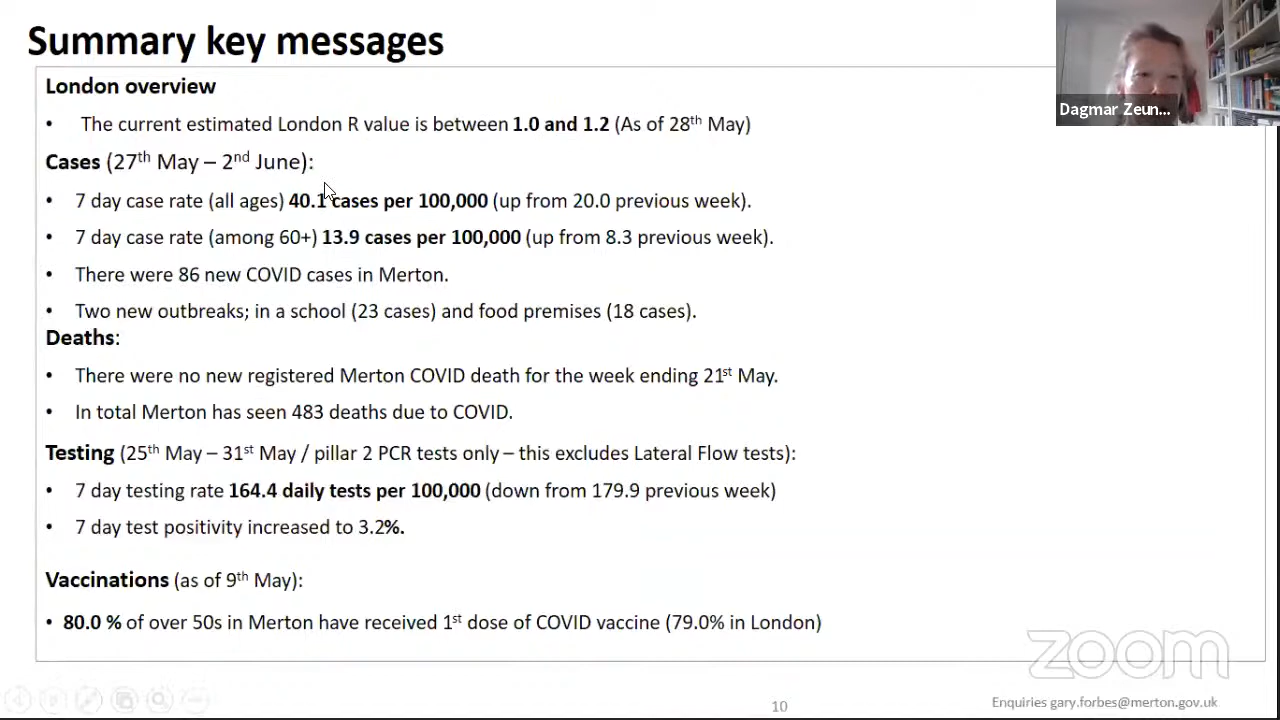 Summary key messages
Dagmar Zeun...
London overview
• The current estimated London R value is between 1.0 and 1.2 (As of 28th May)
Cases (27th May – 2nd June):
• 7 day case rate (all ages) 40.1 cases per 100,000 (up from 20.0 previous week).
• 7 day case rate (among 60+) 13.9 cases per 100,000 (up from 8.3 previous week).
• There were 86 new COVID cases in Merton.
• Two new outbreaks; in a school (23 cases) and food premises (18 cases).
Deaths:
• There were no new registered Merton COVID death for the week ending 21st May.
• In total Merton has seen 483 deaths due to COVID.
Testing (25th May – 31st May / pillar 2 PCR tests only – this excludes Lateral Flow tests):
• 7 day testing rate 164.4 daily tests per 100,000 (down from 179.9 previous week)
• 7 day test positivity increased to 3.2%.
Vaccinations (as of 9th May):
• 80.0 % of over 50s in Merton have received 1st dose of COVID vaccine (79.0% in London)
zoom
10
Enquiries gary.forbes@merton.gov.uk